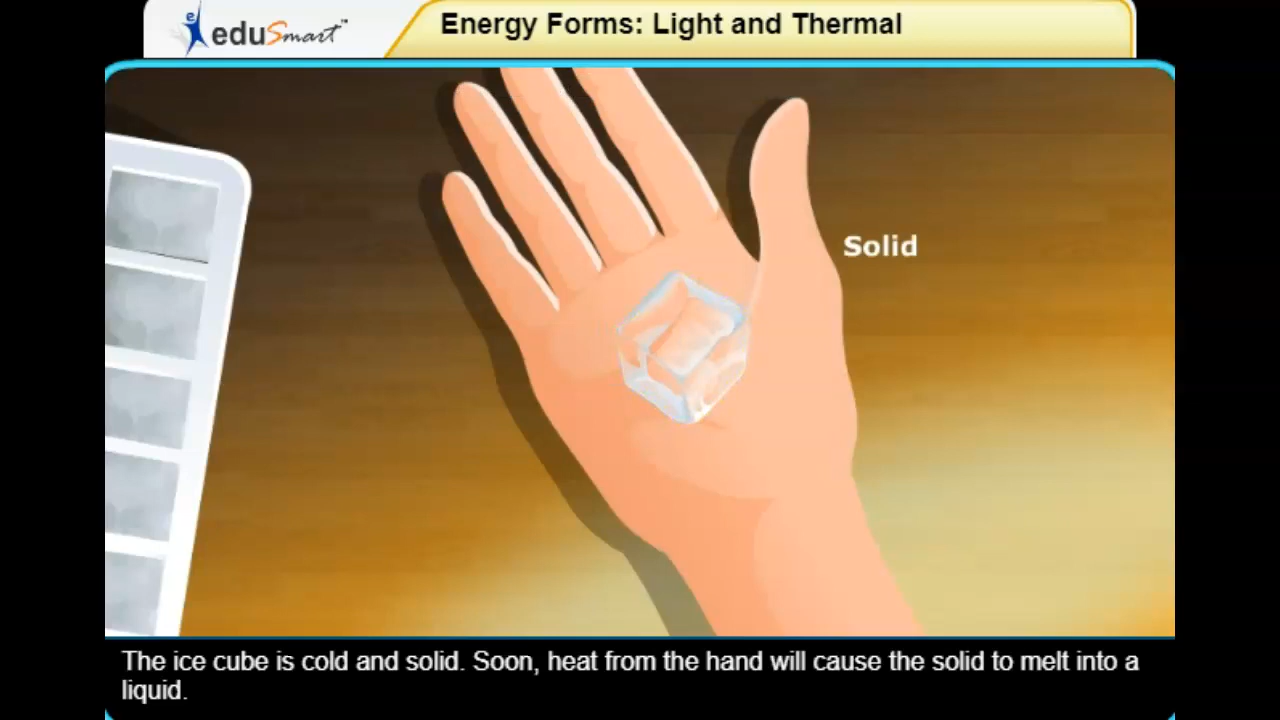 eduSmart™
Energy Forms: Light and Thermal
Solid
The ice cube is cold and solid. Soon, heat from the hand will cause the solid to melt into a
liquid.